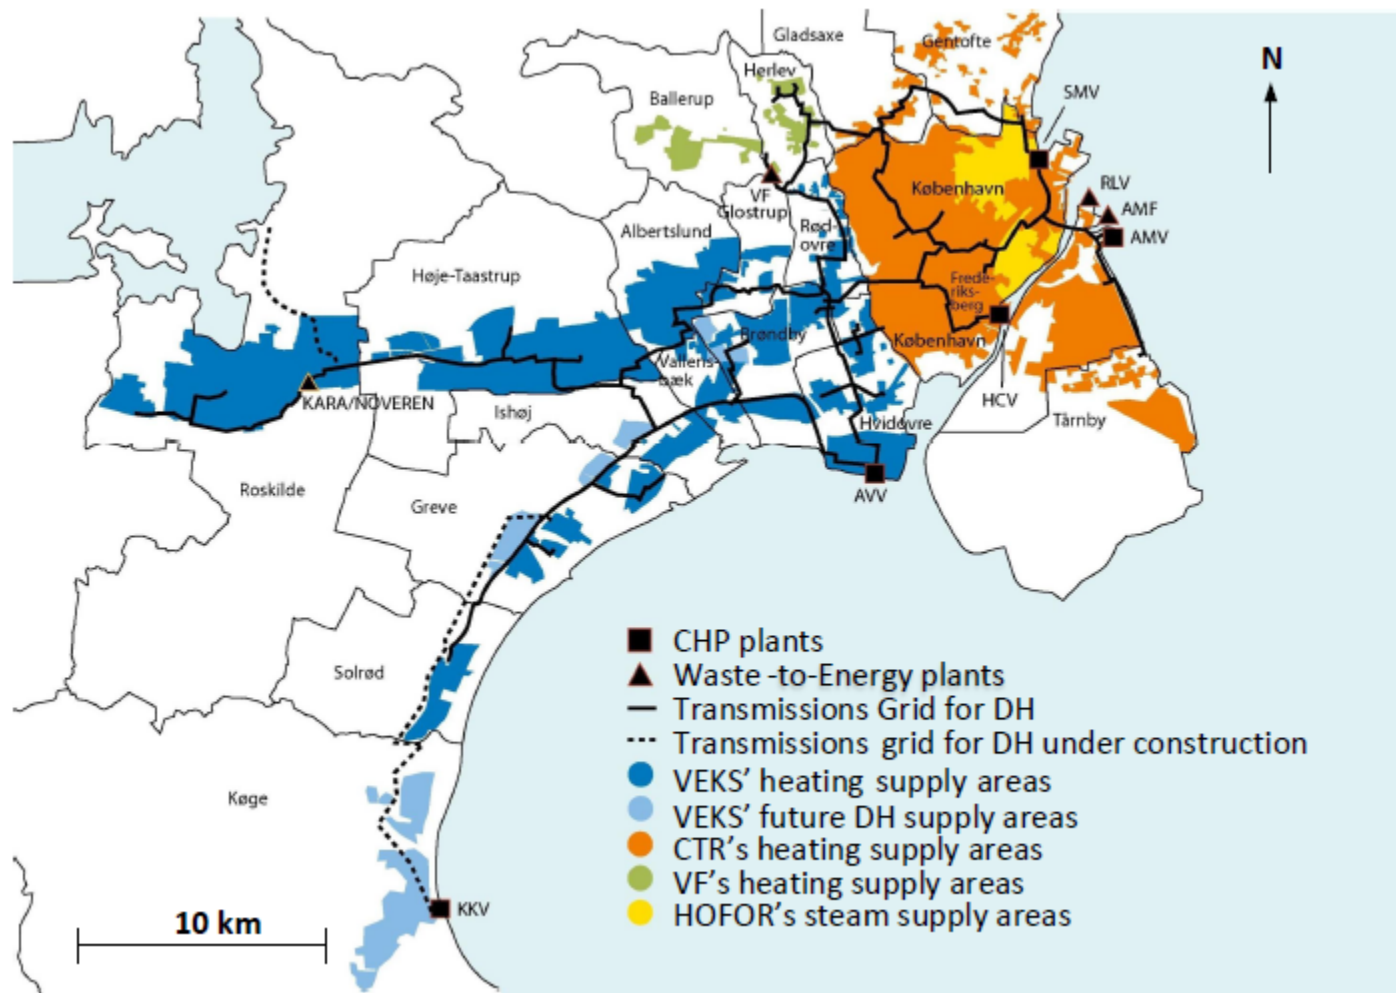 Gladsaxe
Gentofte
N
Herlev
SMV
Ballerup
København
RLV
VF
Glostrup
AMF
Rød-
ovre
AMV
Albertslund
Høje-Taastrup
Frede-
riks-
berg
Brøndby
København
Vallens-
bæk
KARA/NOVEREN
Ishøj
HCV
Hvidovre
Tårnby
Roskilde
AVV
Greve
CHP plants
Solrød
Waste -to-Energy plants
Transmissions Grid for DH
Transmissions grid for DH under construction
VEKS’ heating supply areas
Køge
VEKS’ future DH supply areas
CTR’s heating supply areas
VF’s heating supply areas
KKV
HOFOR’s steam supply areas
10 km